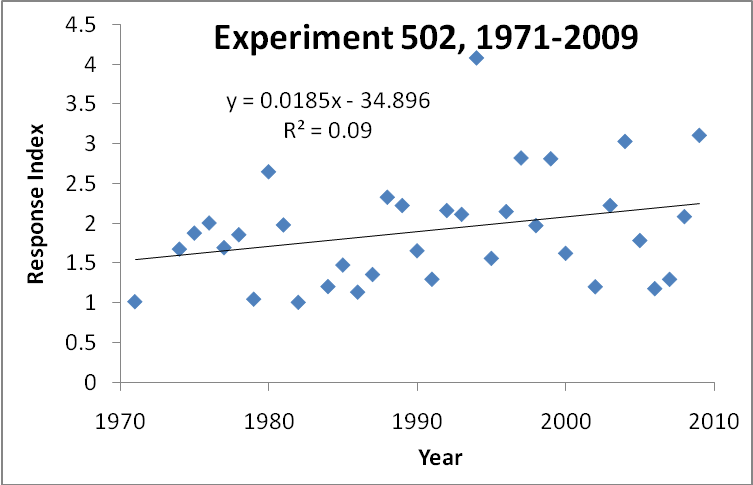 Experiment 502, 1971-2009
y = 0.0185x - 34.896
R² = 0.09
Response Index
4.5
4
3.5
3
2.5
2
1.5
1
0.5
0
1970 1980 1990 2000 2010
Year